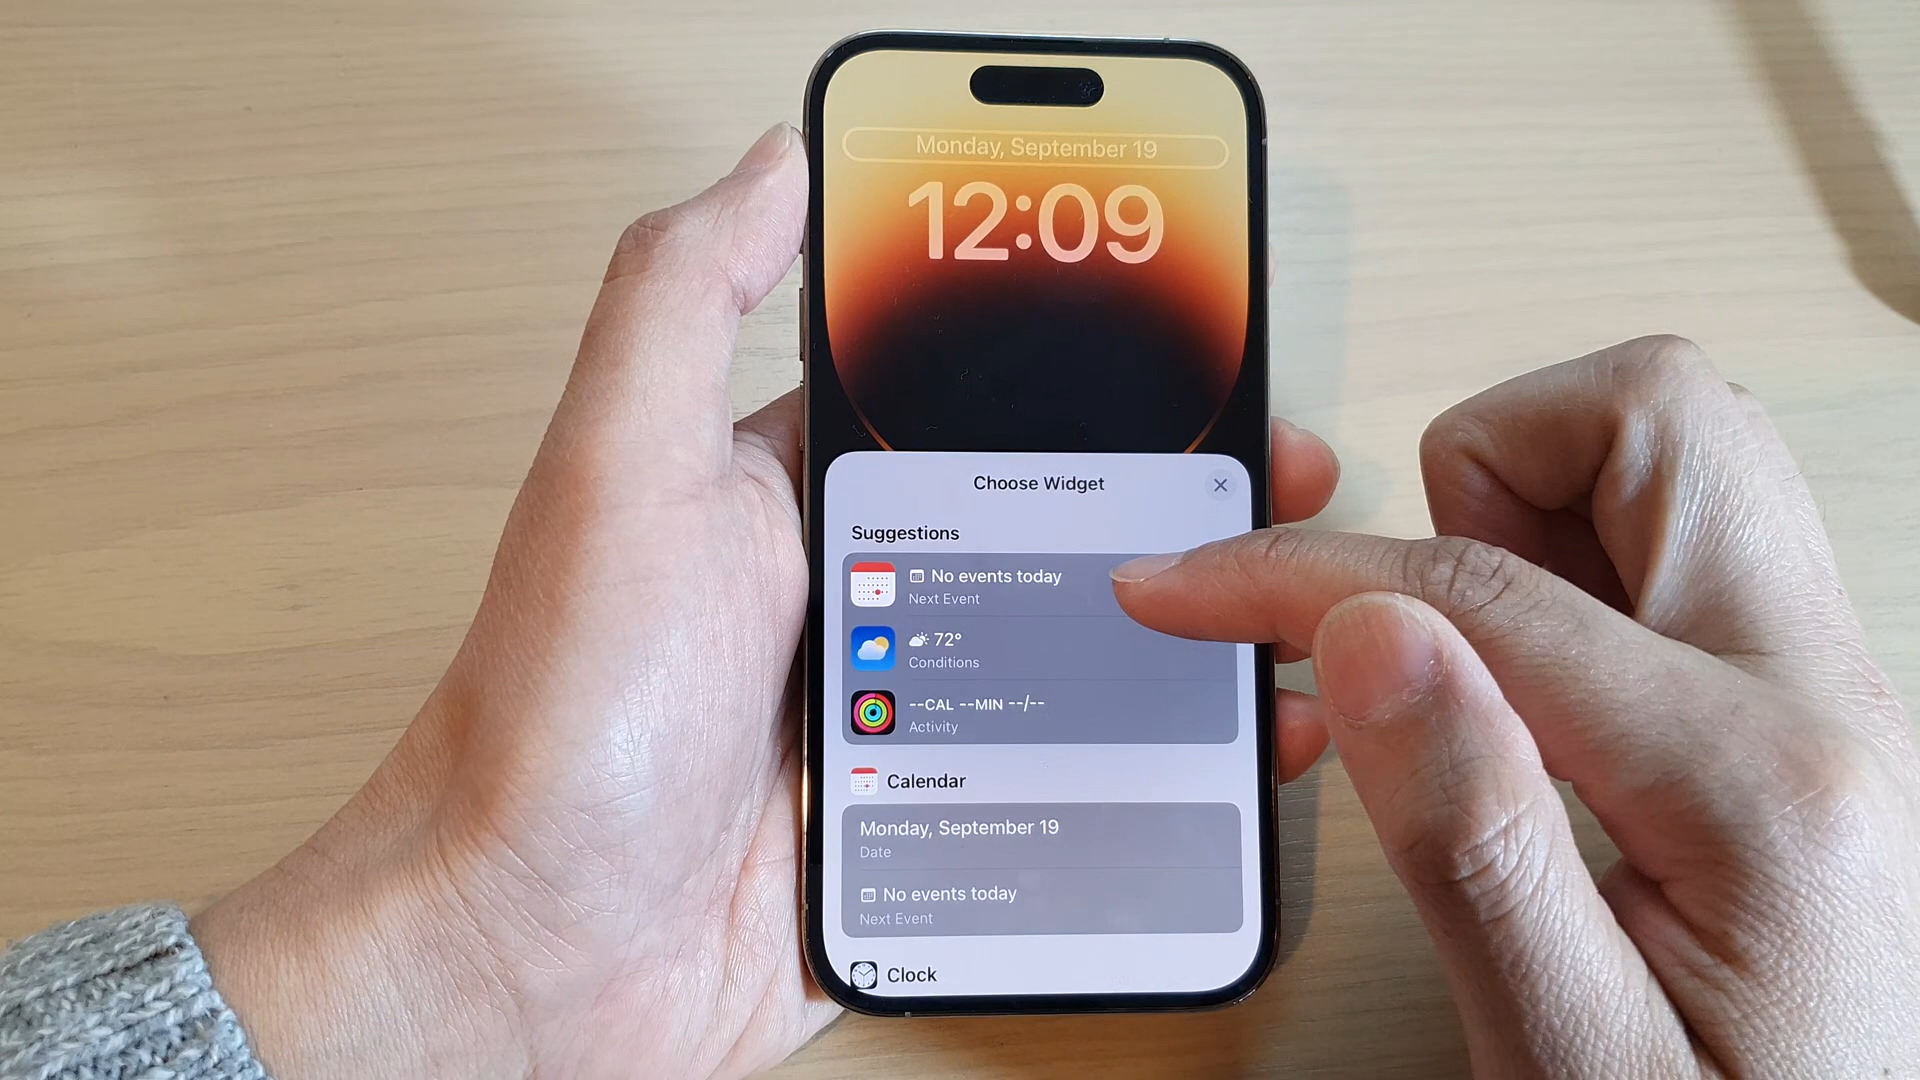 Monday, September 19
12:09
Choose Widget
Suggestions
No events today
Next Event
72°
Conditions
--CAL --MIN --/--
Activity
Calendar
Monday, September 19
Date
No events today
Next Event
Clock